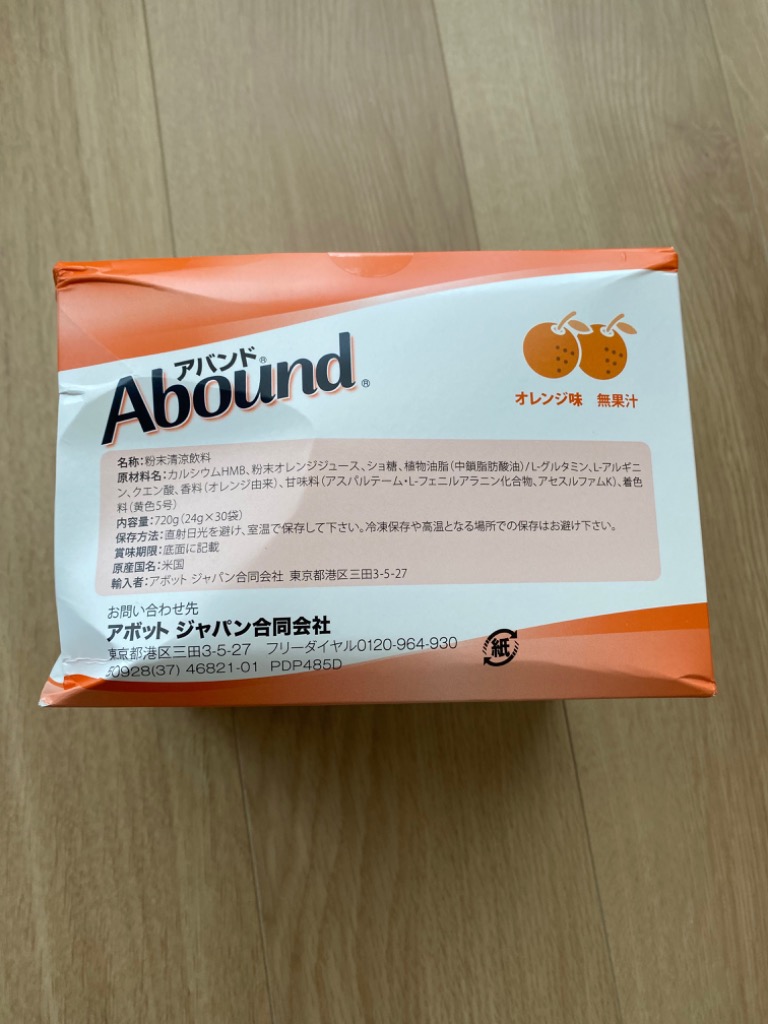 アバンド®
Abound®
オレンジ味 無果汁
名称:粉末清涼飲料
原材料名:カルシウムHMB、粉末オレンジジュース、ショ糖、植物油脂(中鎖脂肪酸油)/L-グルタミン、L-アルギニ
ン、クエン酸、香料(オレンジ由来)、甘味料(アスパルテーム・L-フェニルアラニン化合物、アセスルファムK)、着色
料(黄色5号)
内容量:720g(24g×30袋)
保存方法:直射日光を避け、室温で保存して下さい。冷凍保存や高温となる場所での保存はお避け下さい。
賞味期限:底面に記載
原産国名:米国
輸入者:アボット ジャパン合同会社 東京都港区三田3-5-27
お問い合わせ先
アボット ジャパン合同会社
東京都港区三田3-5-27 フリーダイヤル0120-964-930
50928(37) 46821-01 PDP485D
紙